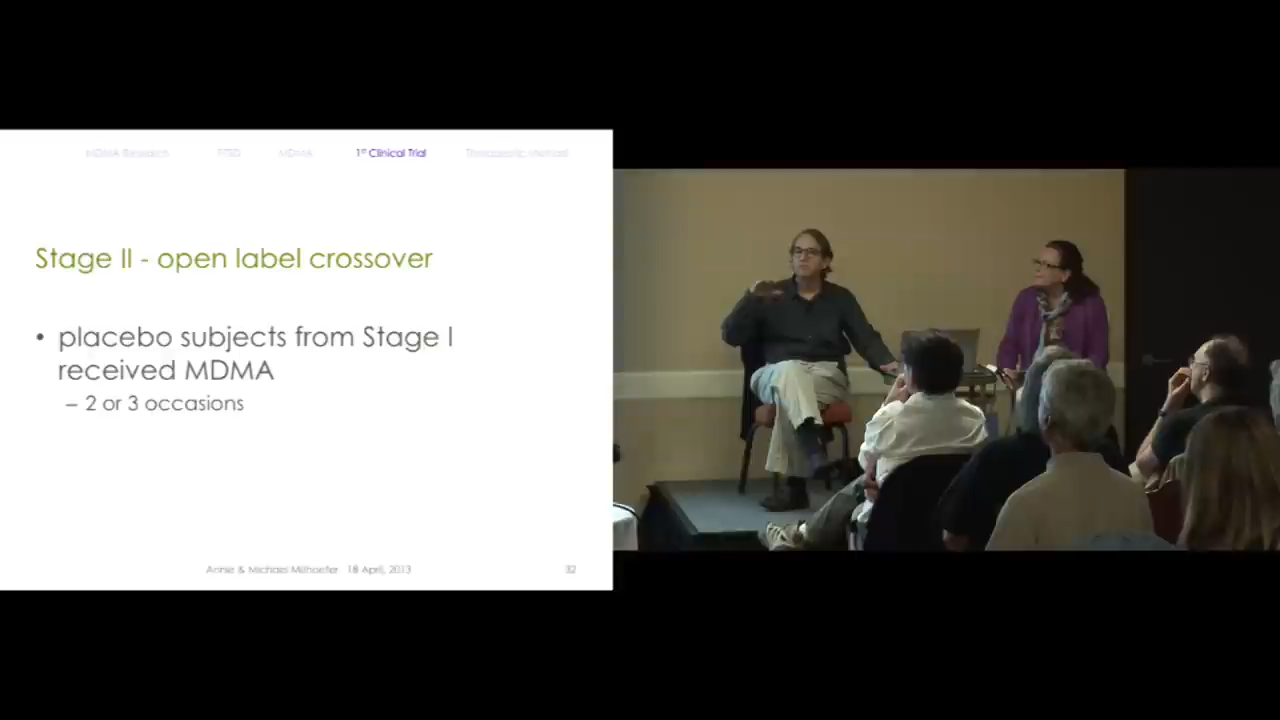 MDMA Research PTSD MDMA 1st Clinical Trial Therapeutic Method
Stage II - open label crossover
• placebo subjects from Stage I
received MDMA
– 2 or 3 occasions
Annie & Michael Mithoefer 18 April, 2013 32